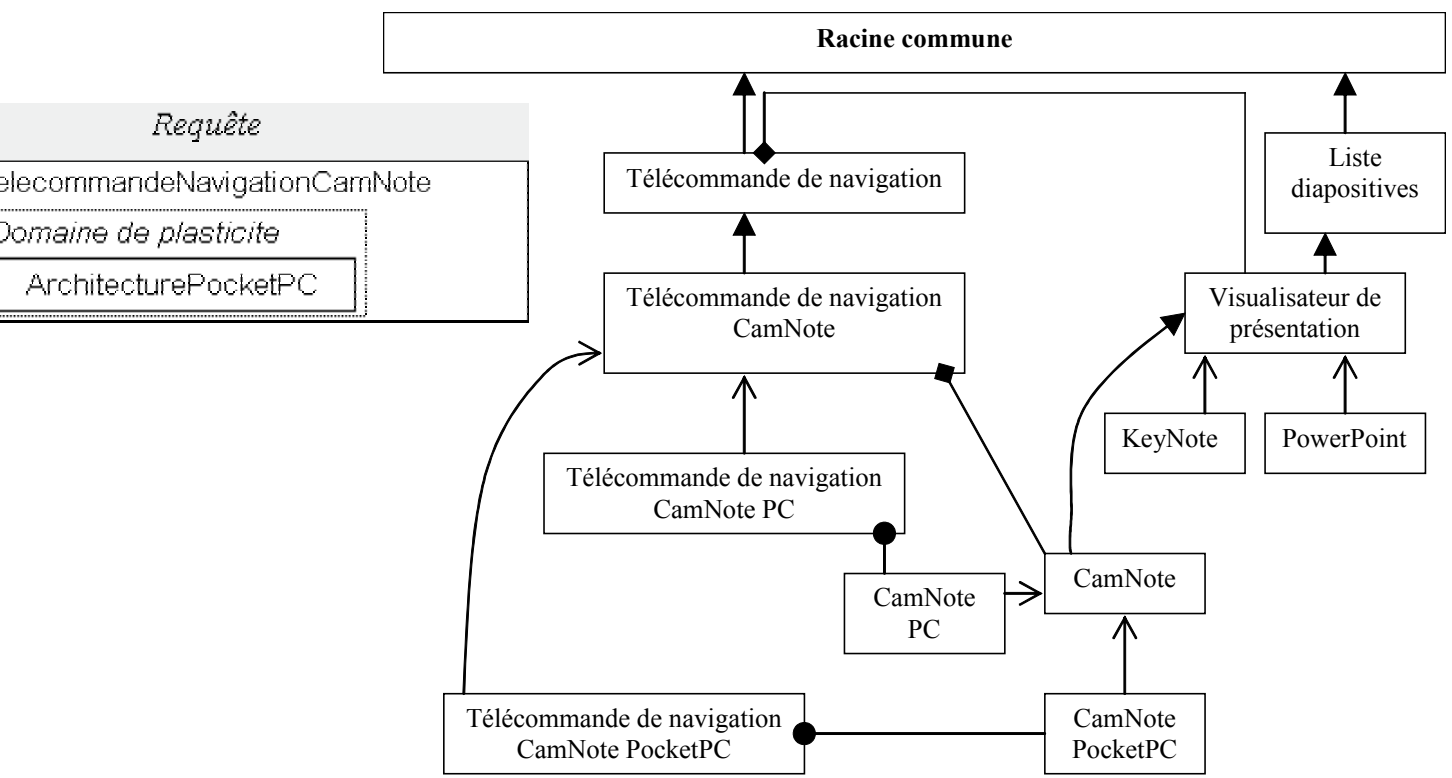 Racine commune
Requête
elecommandeNavigationCamNote
Domaine de plasticite
ArchitecturePocketPC
Télécommande de navigation
Liste
diapositives
Télécommande de navigation
CamNote
Visualisateur de
présentation
KeyNote
PowerPoint
Télécommande de navigation
CamNote PC
CamNote
PC
CamNote
Télécommande de navigation
CamNote PocketPC
CamNote
PocketPC